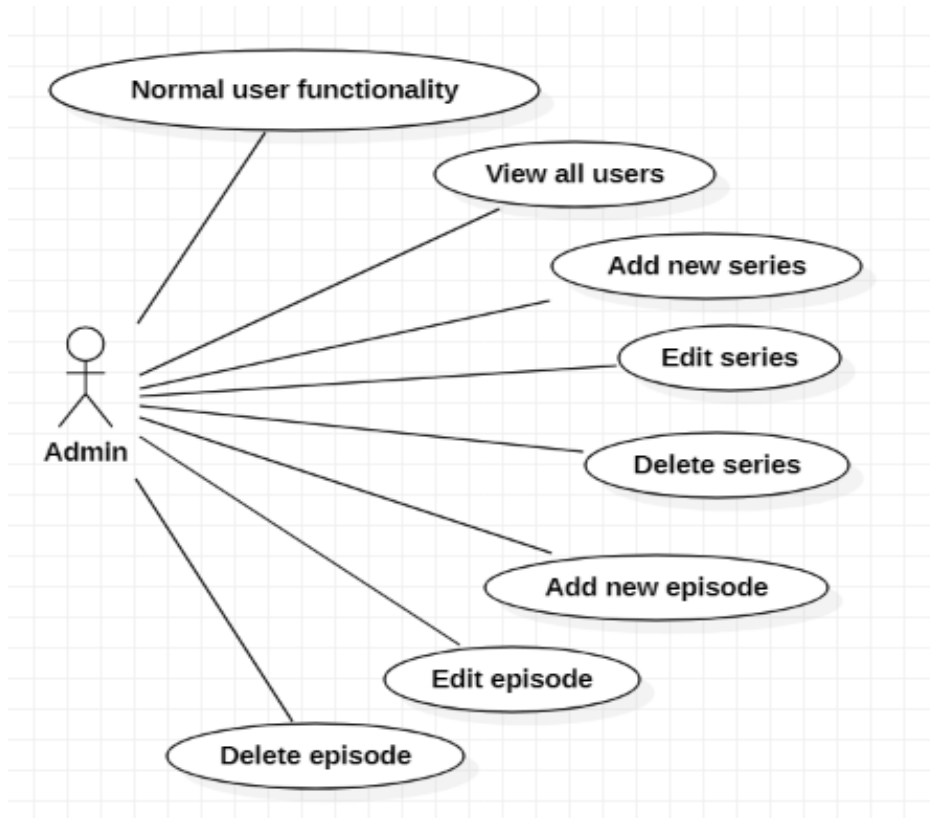 Normal user functionality
View all users
Add new series
Edit series
Admin
Delete series
Add new episode
Edit episode
Delete episode